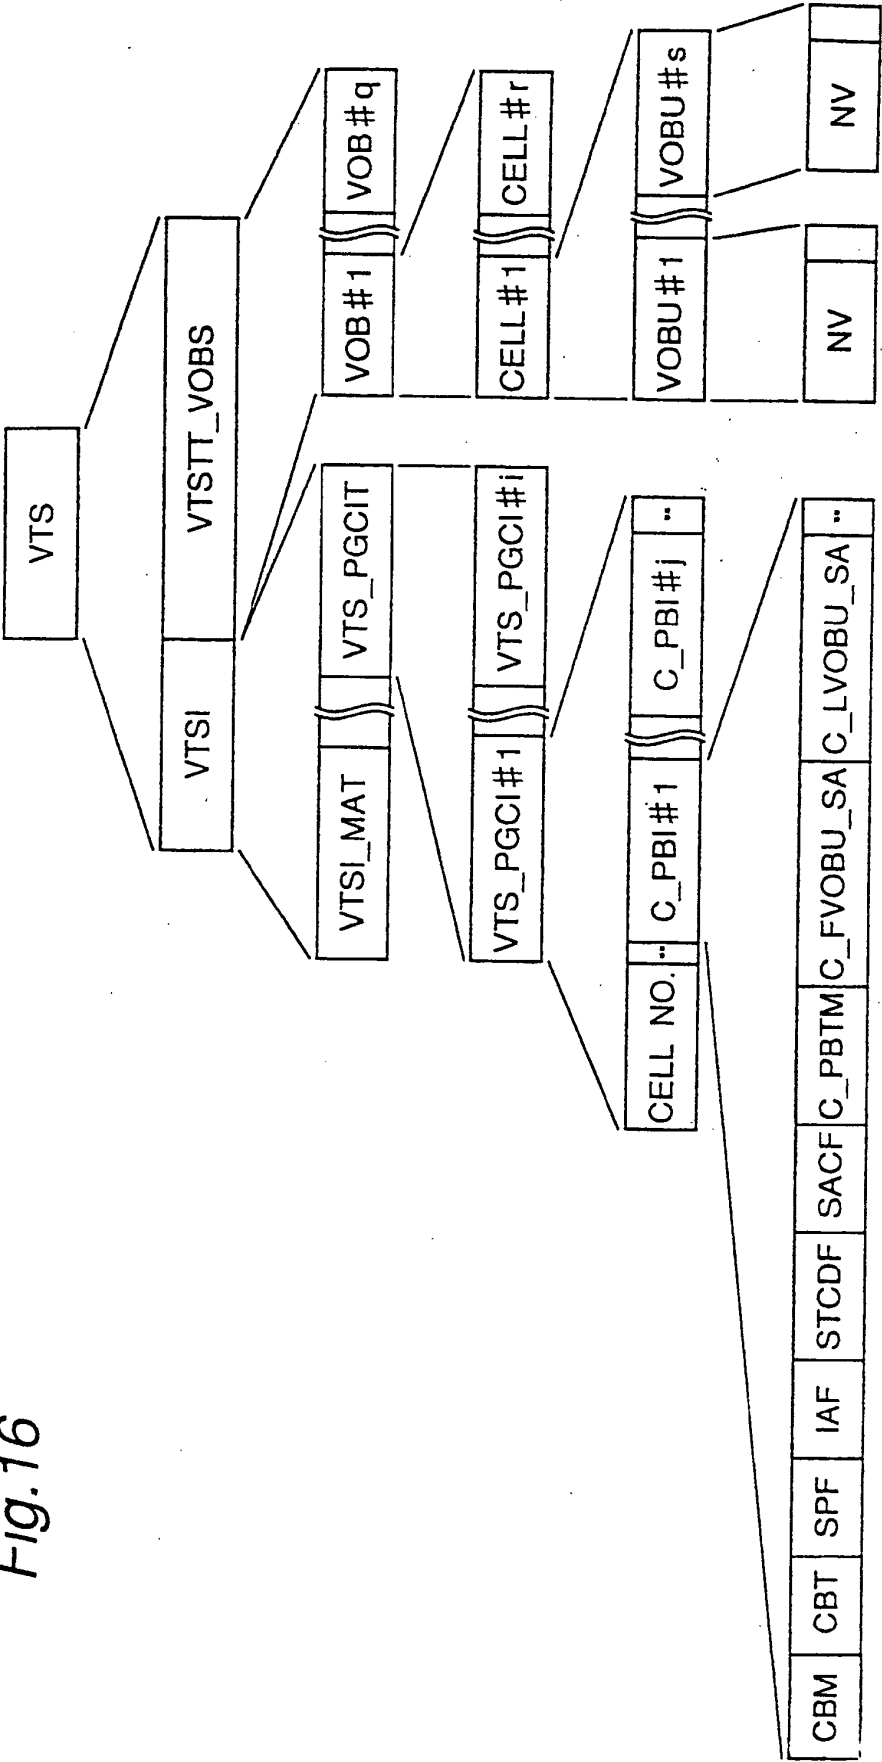 Fig.16
VTS
VTSI VTSTT_VOBS
VTSI_MAT VTS_PGCIT VOB#1 VOB#q
VTS_PGCI#1 VTS_PGCI#i CELL#1 CELL#r
CELL NO. -- C_PBI#1 C_PBI#j -- VOBU#1 VOBU#s
CBM CBT SPF IAF STCDF SACF C_PBTM C_FVOBU_SA C_LVOBU_SA -- NV NV